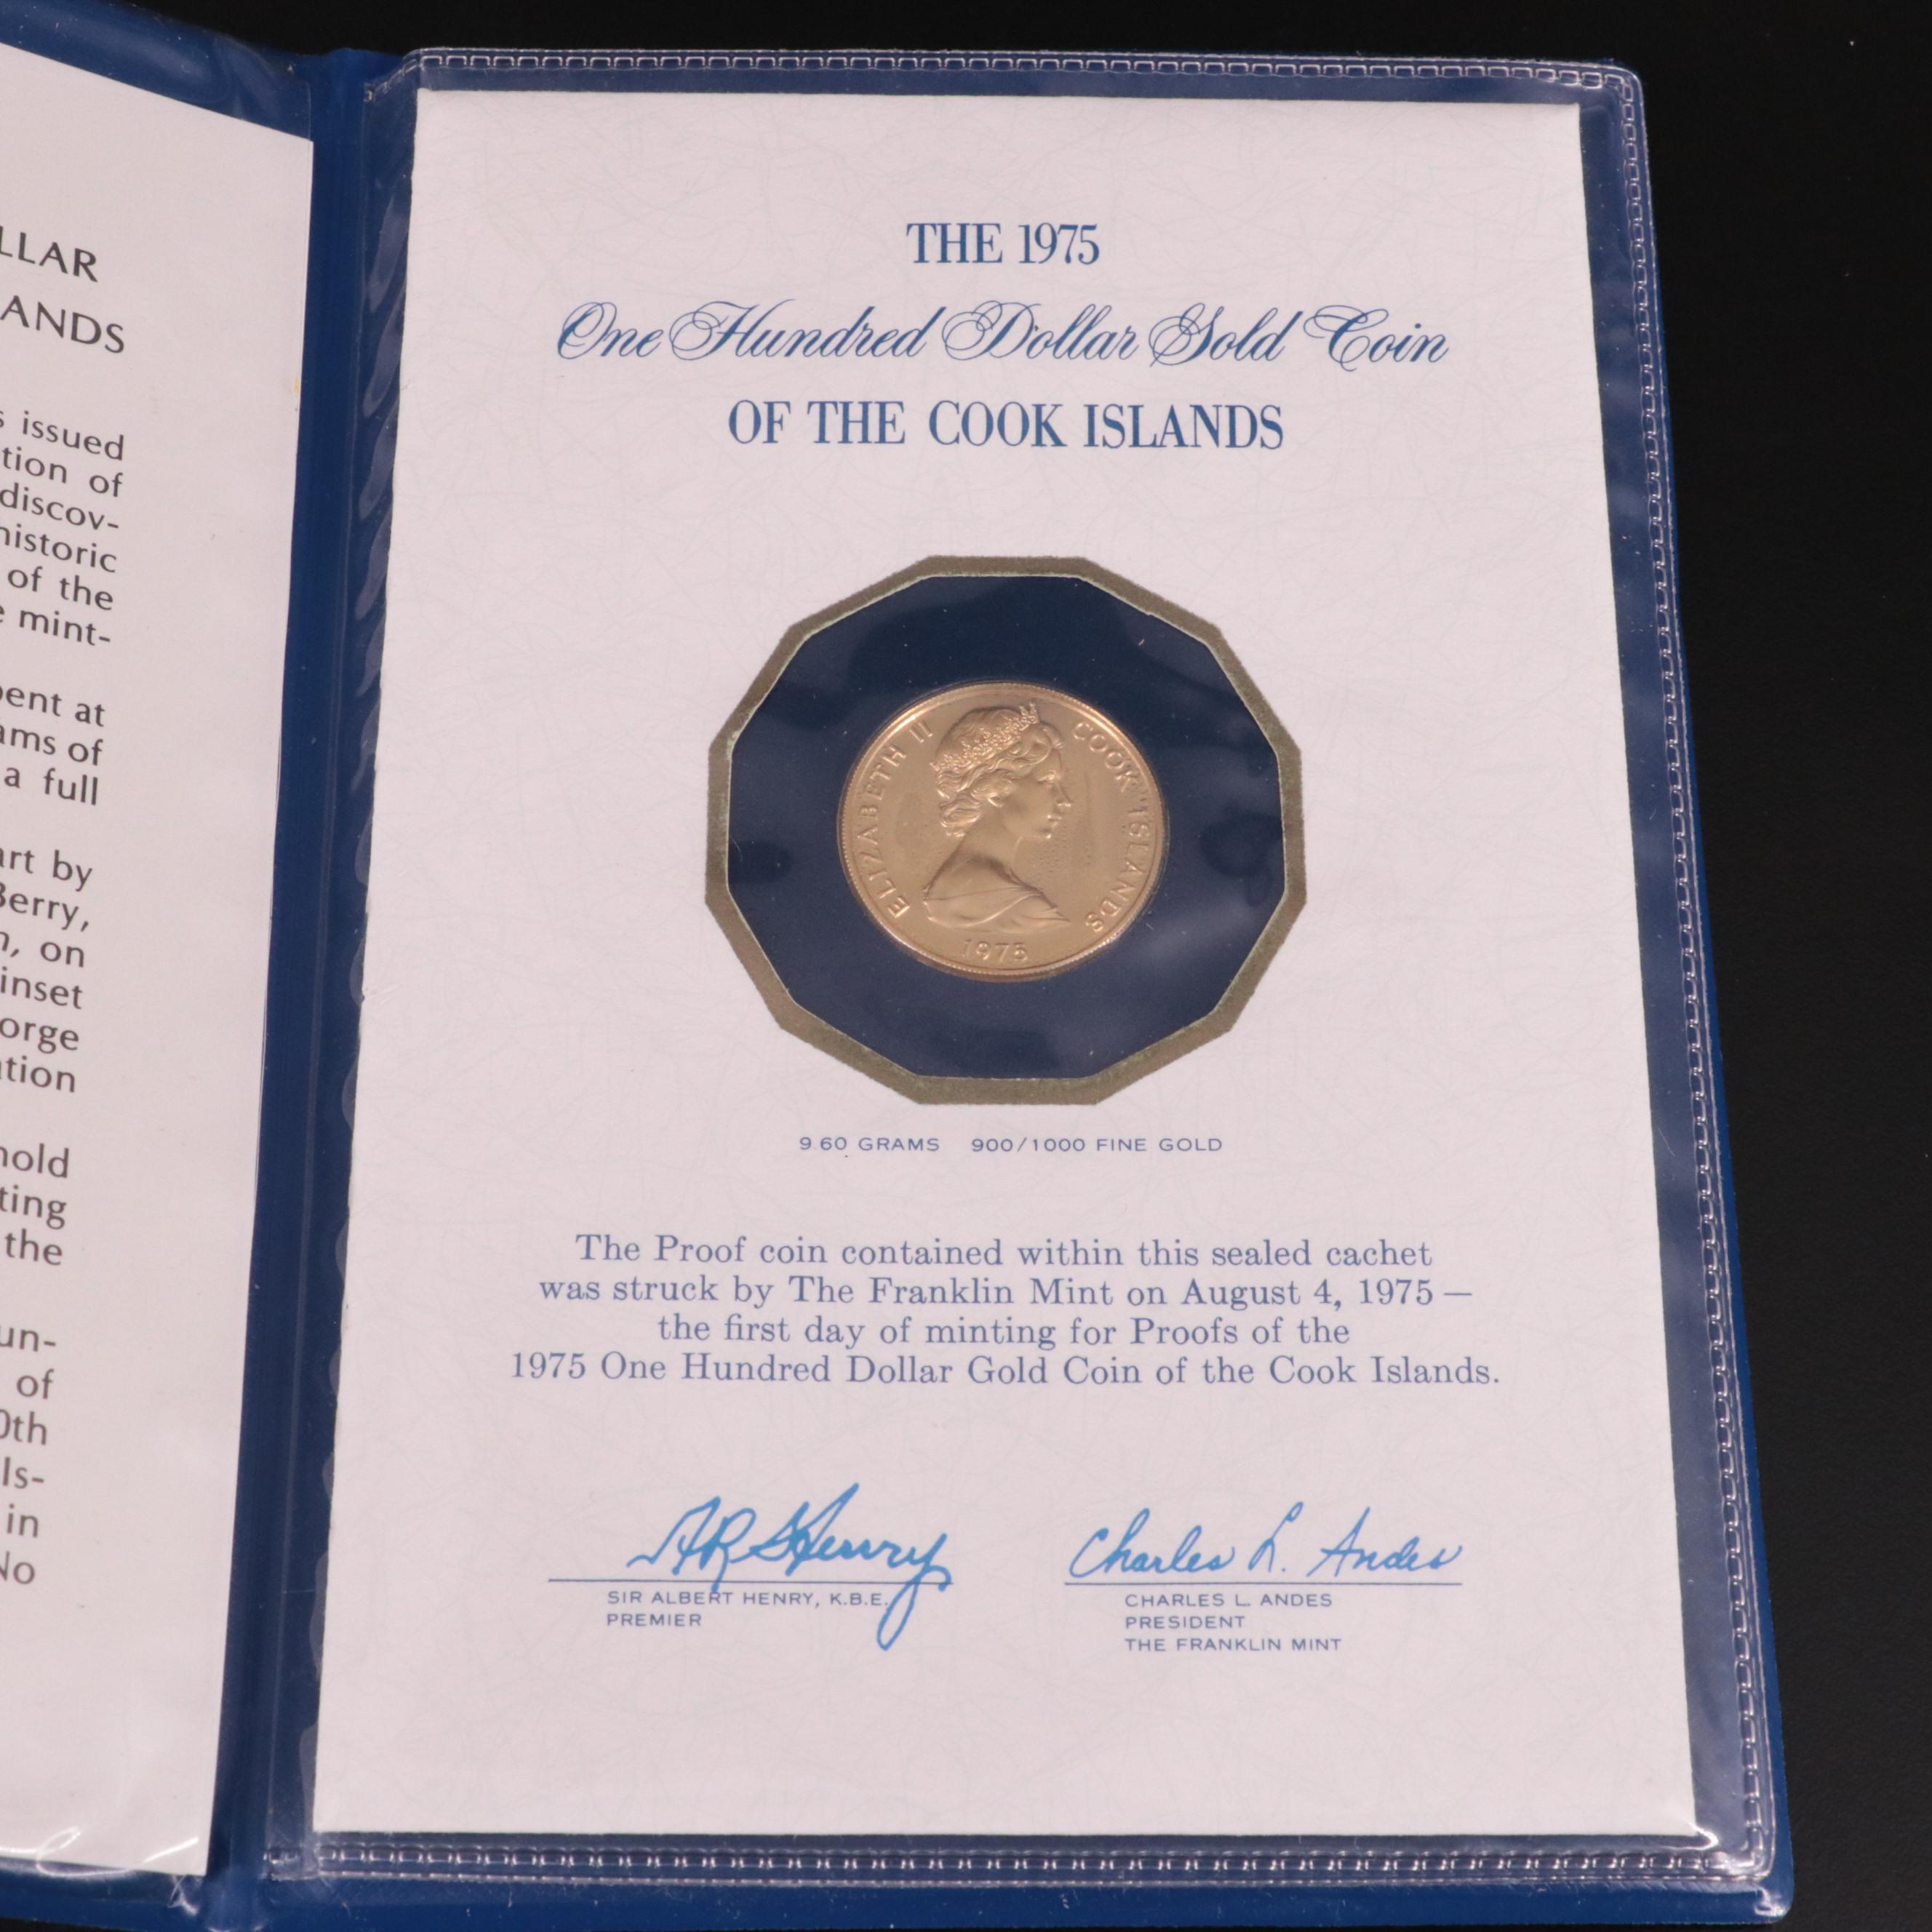 LLAR
ANDS
issued
tion of
discov-
historic
of the
mint-
at
ams of
a full
art by
Berry,
on
inset
orge
tion
hold
ting
the
un-
of
0th
Is-
in
No
THE 1975
One Hundred Dollar Gold Coin
OF THE COOK ISLANDS
ELIZABETH II COOK ISLANDS
1975
9.60 GRAMS 900/1000 FINE GOLD
The Proof coin contained within this sealed cachet
was struck by The Franklin Mint on August 4, 1975 —
the first day of minting for Proofs of the
1975 One Hundred Dollar Gold Coin of the Cook Islands.
AR Henry
SIR ALBERT HENRY, K.B.E.
PREMIER
Charles L. Andes
CHARLES L. ANDES
PRESIDENT
THE FRANKLIN MINT